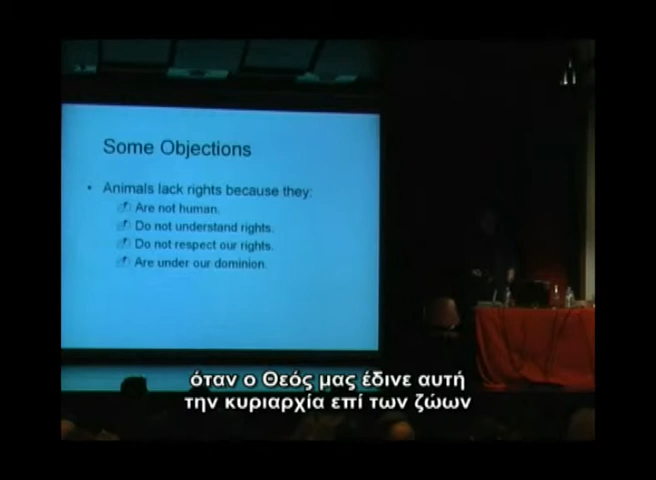 Some Objections
• Animals lack rights because they:
Are not human.
Do not understand rights.
Do not respect our rights.
Are under our dominion.
όταν ο Θεός μας έδινε αυτή
την κυριαρχία επί των ζώων